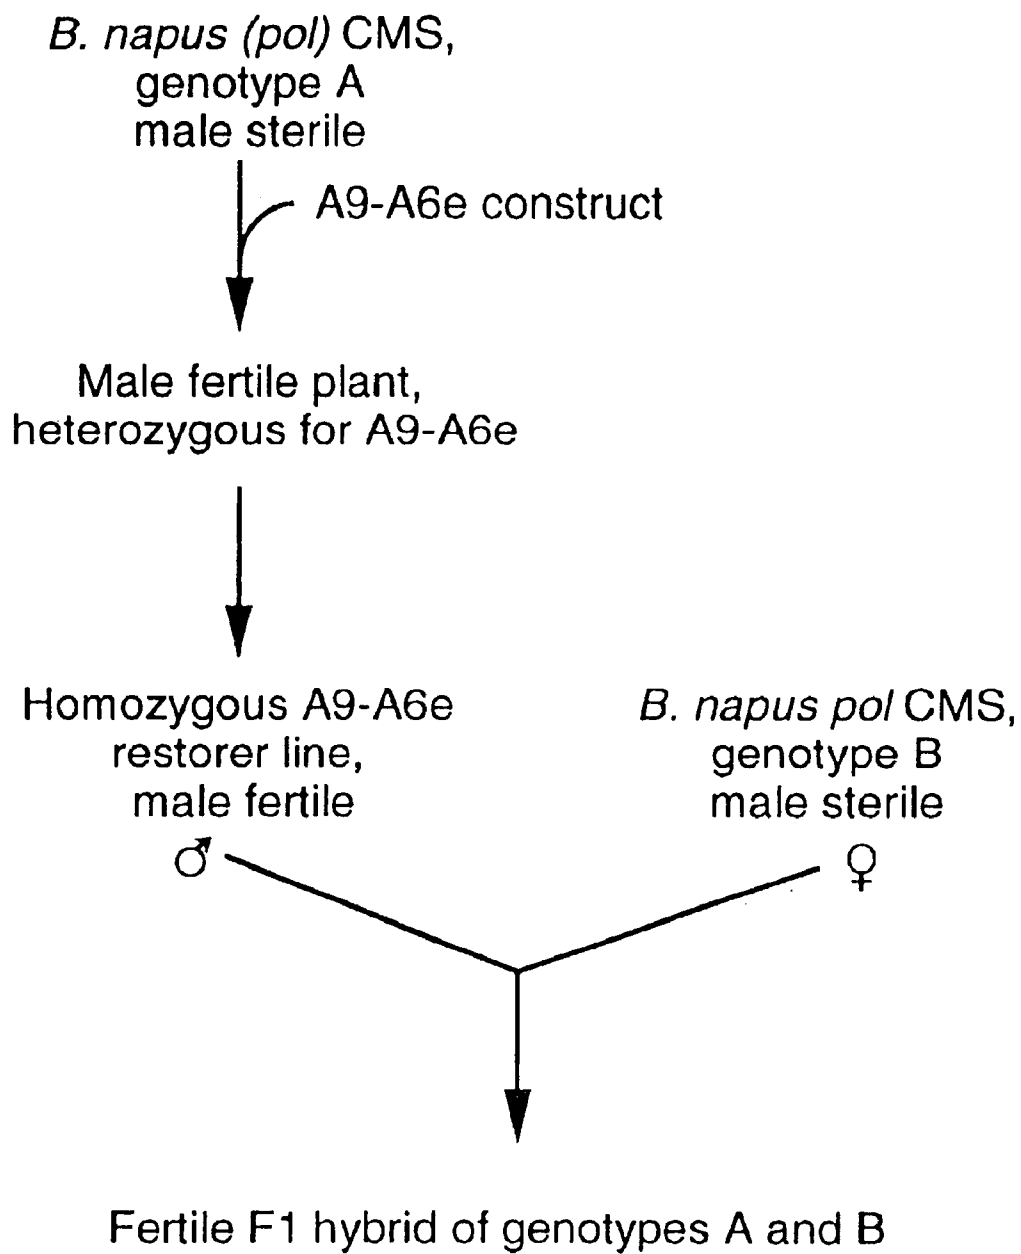 B. napus (pol) CMS,
genotype A
male sterile
A9-A6e construct
Male fertile plant,
heterozygous for A9-A6e
Homozygous A9-A6e
restorer line,
male fertile
♂
B. napus pol CMS,
genotype B
male sterile
♀
Fertile F1 hybrid of genotypes A and B